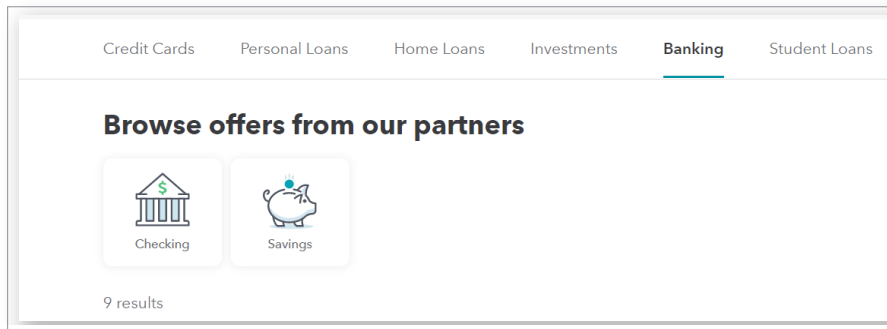 Credit Cards Personal Loans Home Loans Investments Banking Student Loans
Browse offers from our partners
$
Checking Savings
9 results